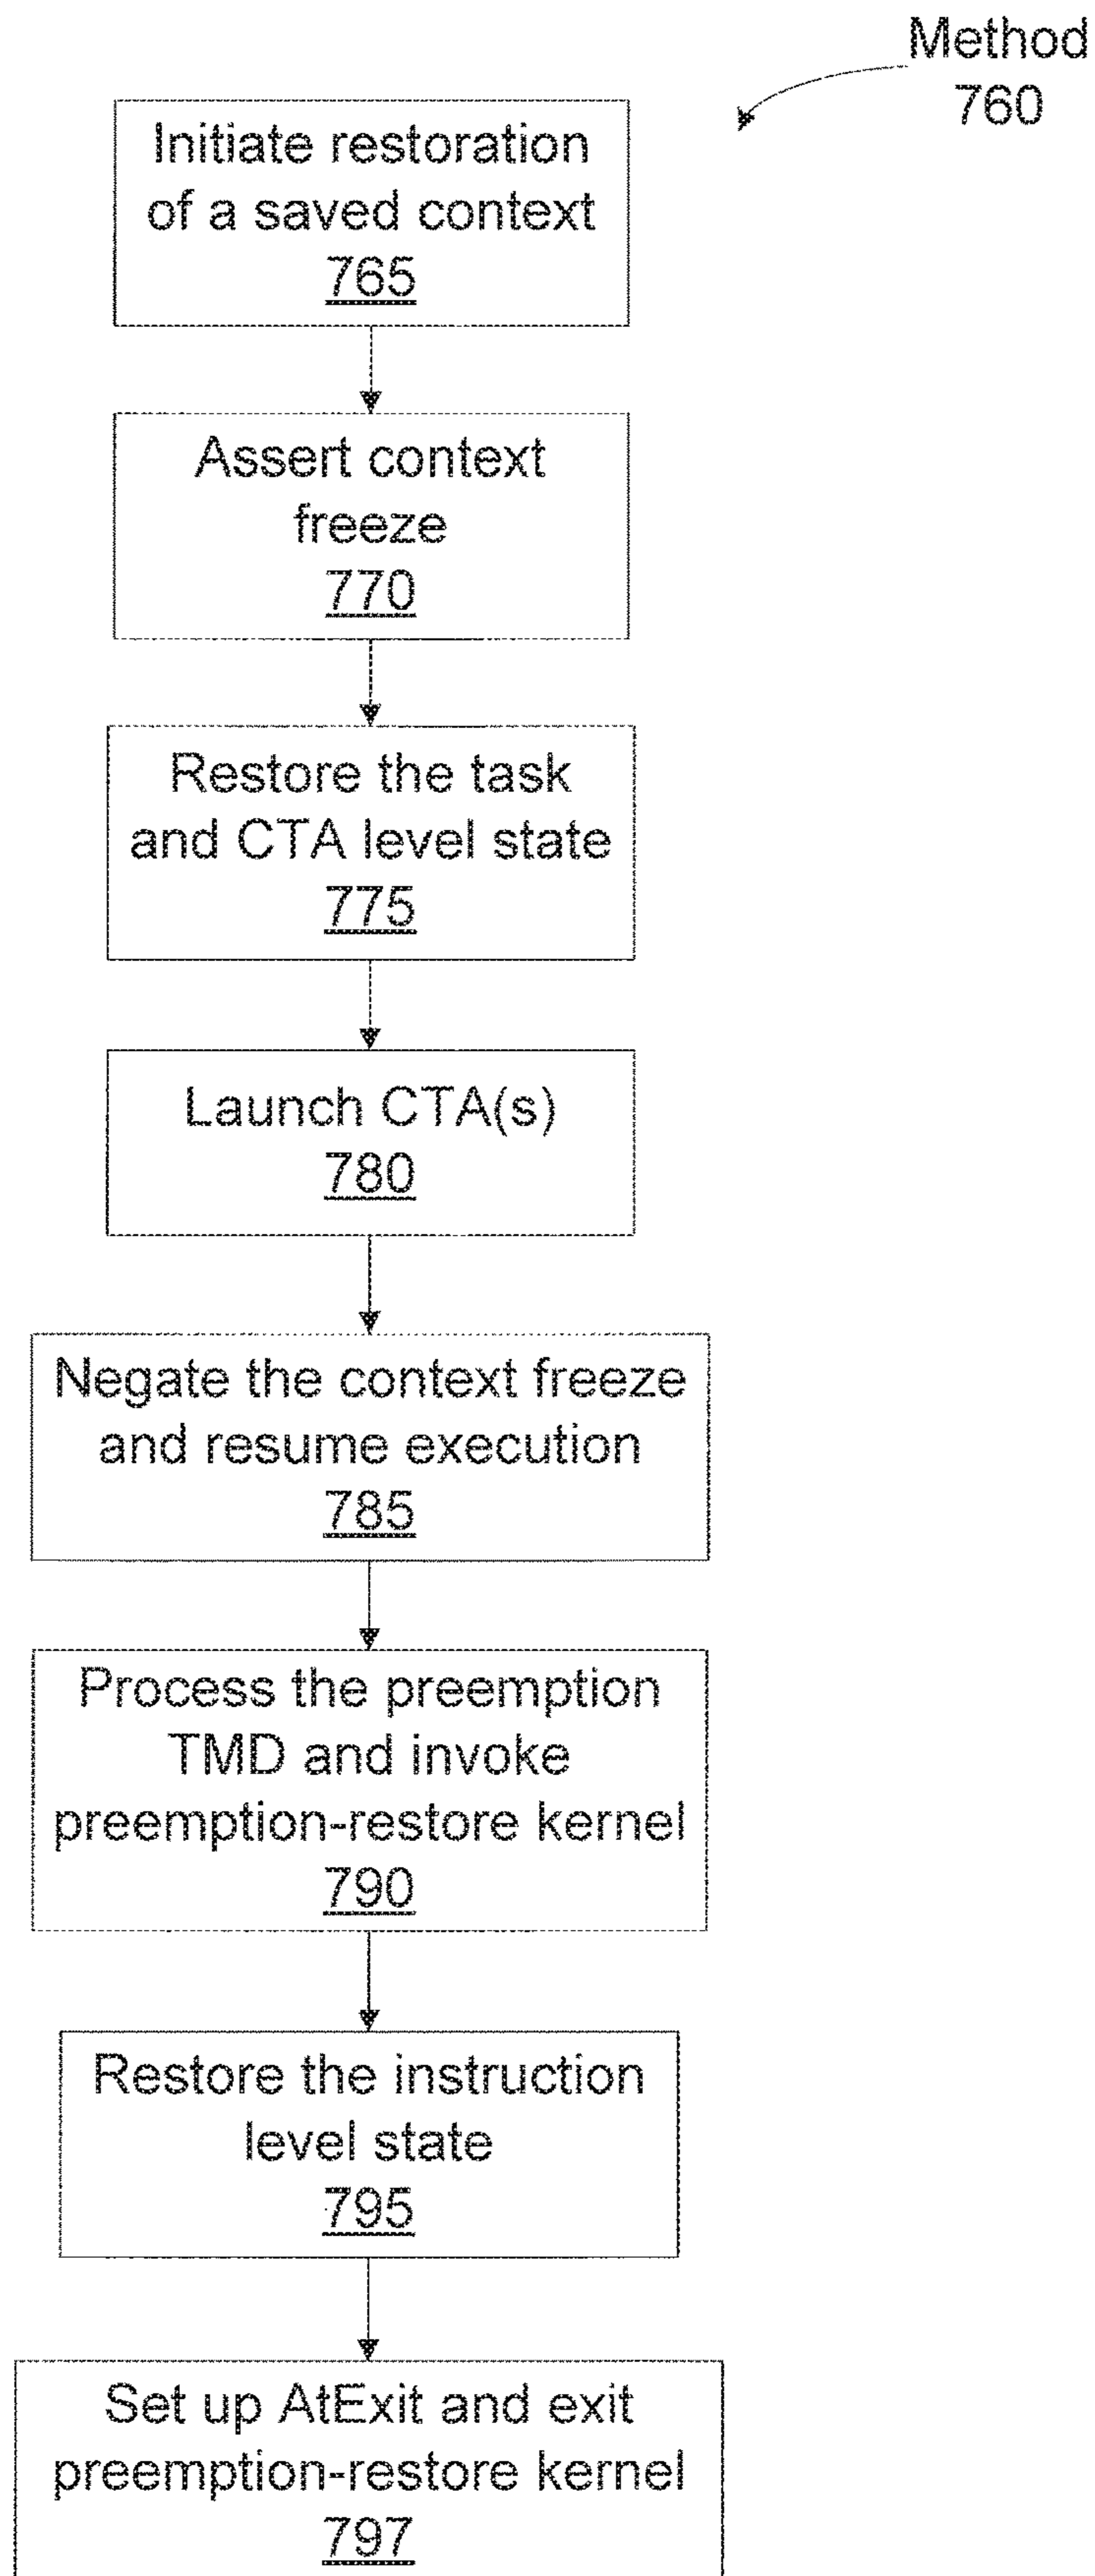 Method
760
Initiate restoration
of a saved context
765
Assert context
freeze
770
Restore the task
and CTA level state
775
Launch CTA(s)
780
Negate the context freeze
and resume execution
785
Process the preemption
TMD and invoke
preemption-restore kernel
790
Restore the instruction
level state
795
Set up AtExit and exit
preemption-restore kernel
797